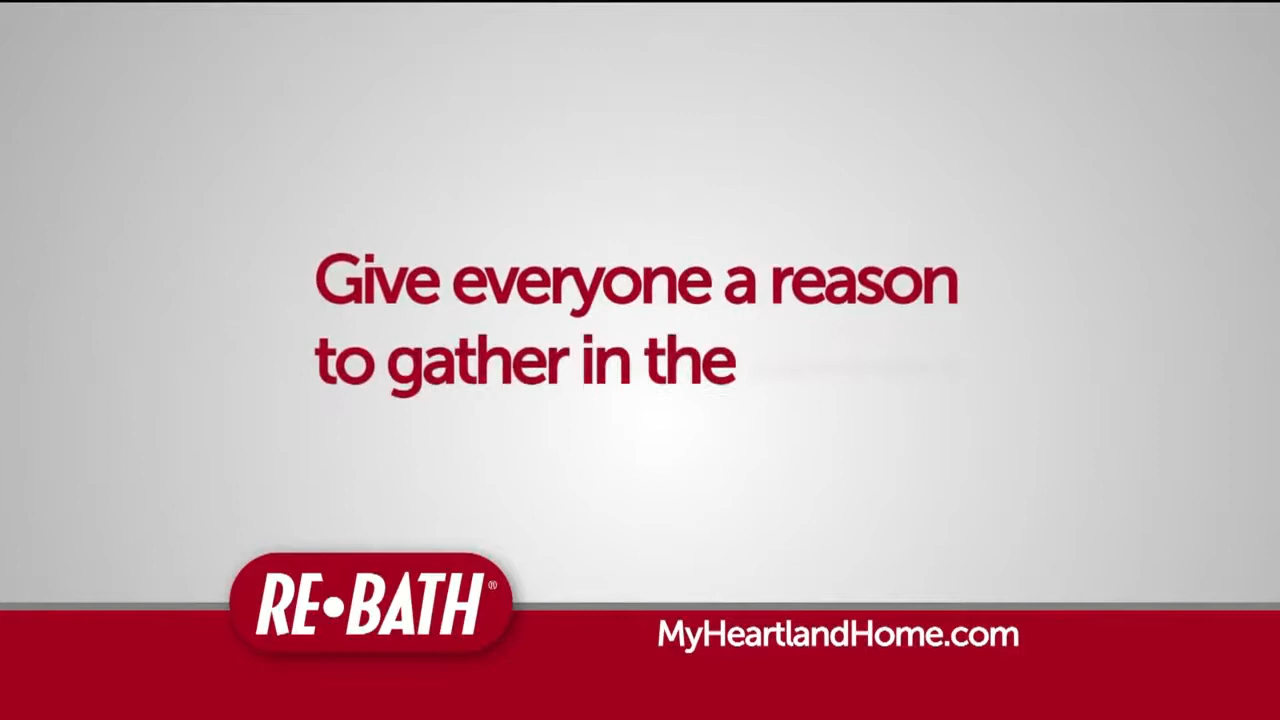 Give everyone a reason
to gather in the
RE•BATH®
MyHeartlandHome.com